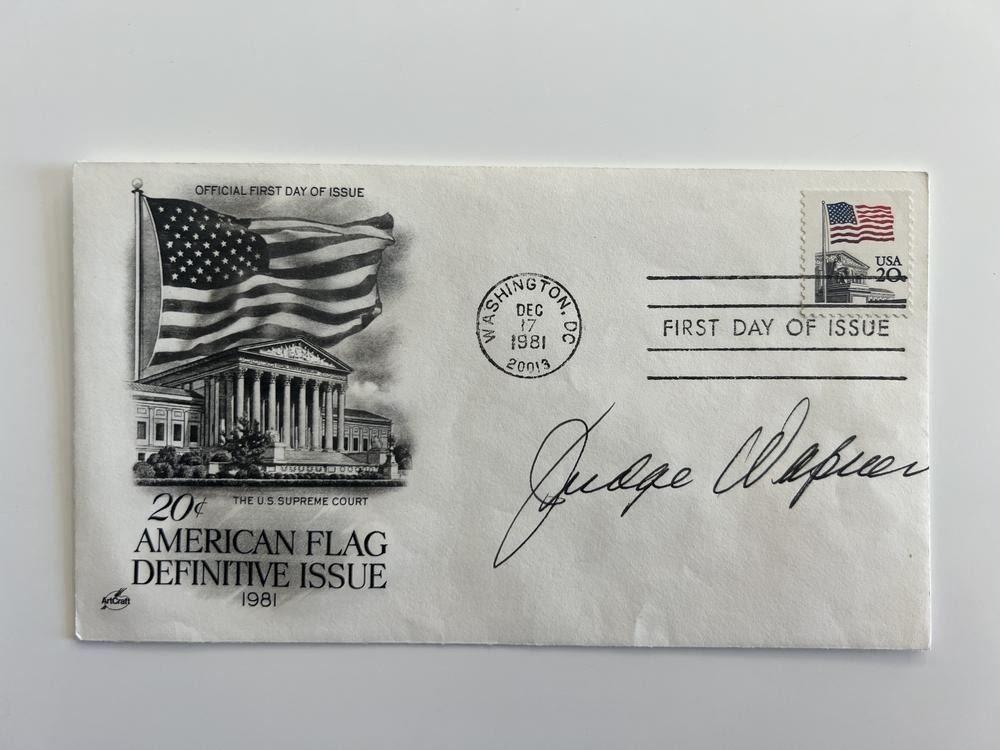 OFFICIAL FIRST DAY OF ISSUE
THE U.S. SUPREME COURT
20¢
AMERICAN FLAG
DEFINITIVE ISSUE
1981
ArtCraft
WASHINGTON, DC
DEC
17
1981
20013
USA
20c
FIRST DAY OF ISSUE
Judge Wapner